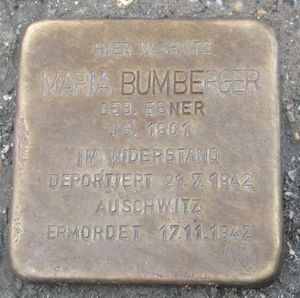 HIER WOHNTE
MARIA BUMBERGER
GEB. EBNER
JG. 1901
IM WIDERSTAND
DEPORTIERT 21.7.1942
AUSCHWITZ
ERMORDET 17.11.1942